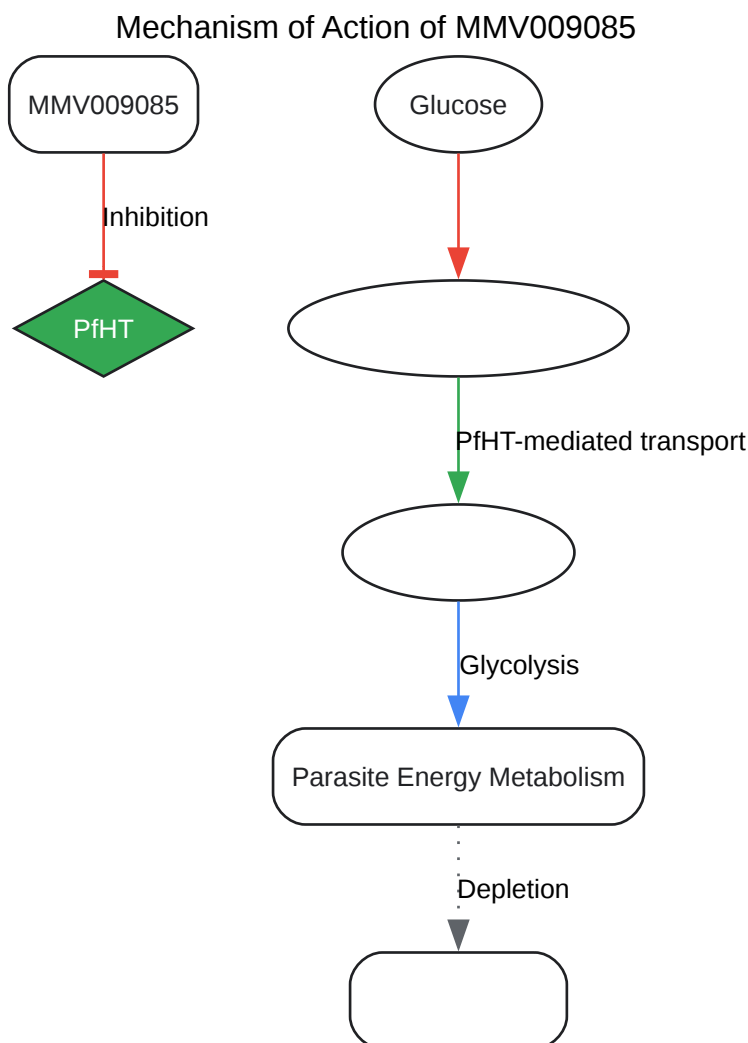 Mechanism of Action of MMV009085
MMV009085
Glucose
Inhibition
PfHT
PfHT-mediated transport
Glycolysis
Parasite Energy Metabolism
Depletion